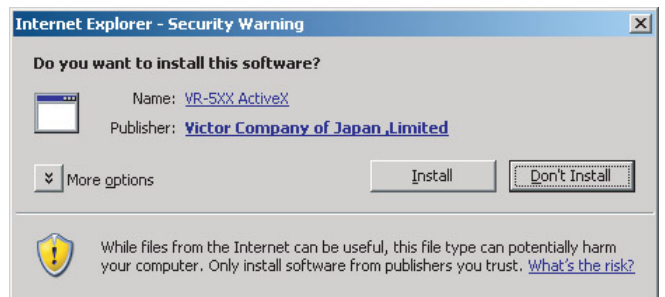 Internet Explorer - Security Warning
Do you want to install this software?
Name: VR-5XX ActiveX
Publisher: Victor Company of Japan ,Limited
More options
Install
Don't Install
While files from the Internet can be useful, this file type can potentially harm
your computer. Only install software from publishers you trust. What's the risk?